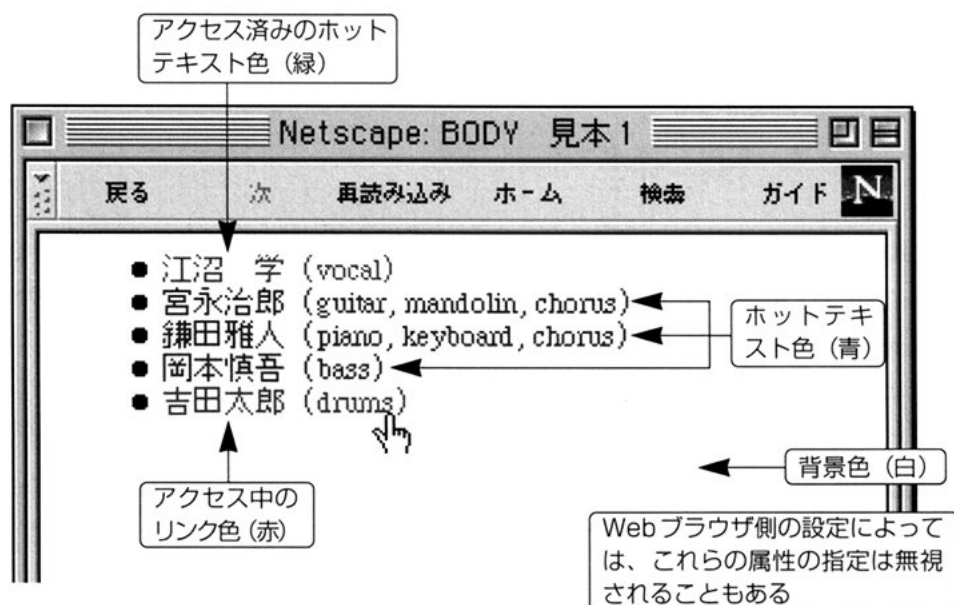 アクセス済みのホット
テキスト色（緑）
Netscape: BODY 見本1
戻る 次 再読み込み ホーム 検索 ガイド N
● 江沼　学 (vocal)
● 宮永治郎 (guitar, mandolin, chorus)
● 鎌田雅人 (piano, keyboard, chorus)
● 岡本慎吾 (bass)
● 吉田太郎 (drums)
ホットテキ
スト色（青）
背景色（白）
アクセス中の
リンク色（赤）
Webブラウザ側の設定によって
は、これらの属性の指定は無視
されることもある